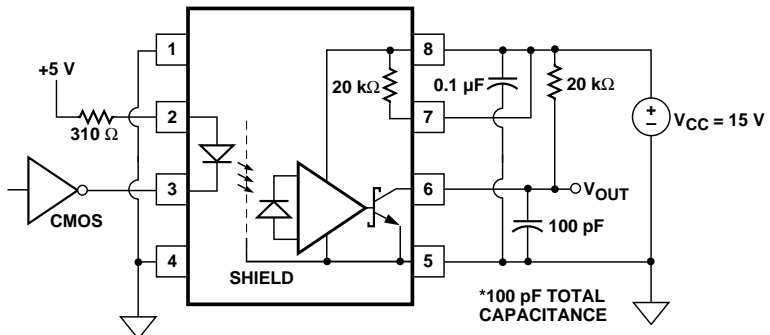 1
8
+5 V
20 kΩ
0.1 µF
20 kΩ
2
7
310 Ω
+
–
VCC = 15 V
3
6
VOUT
CMOS
100 pF
4
5
SHIELD
*100 pF TOTAL
CAPACITANCE